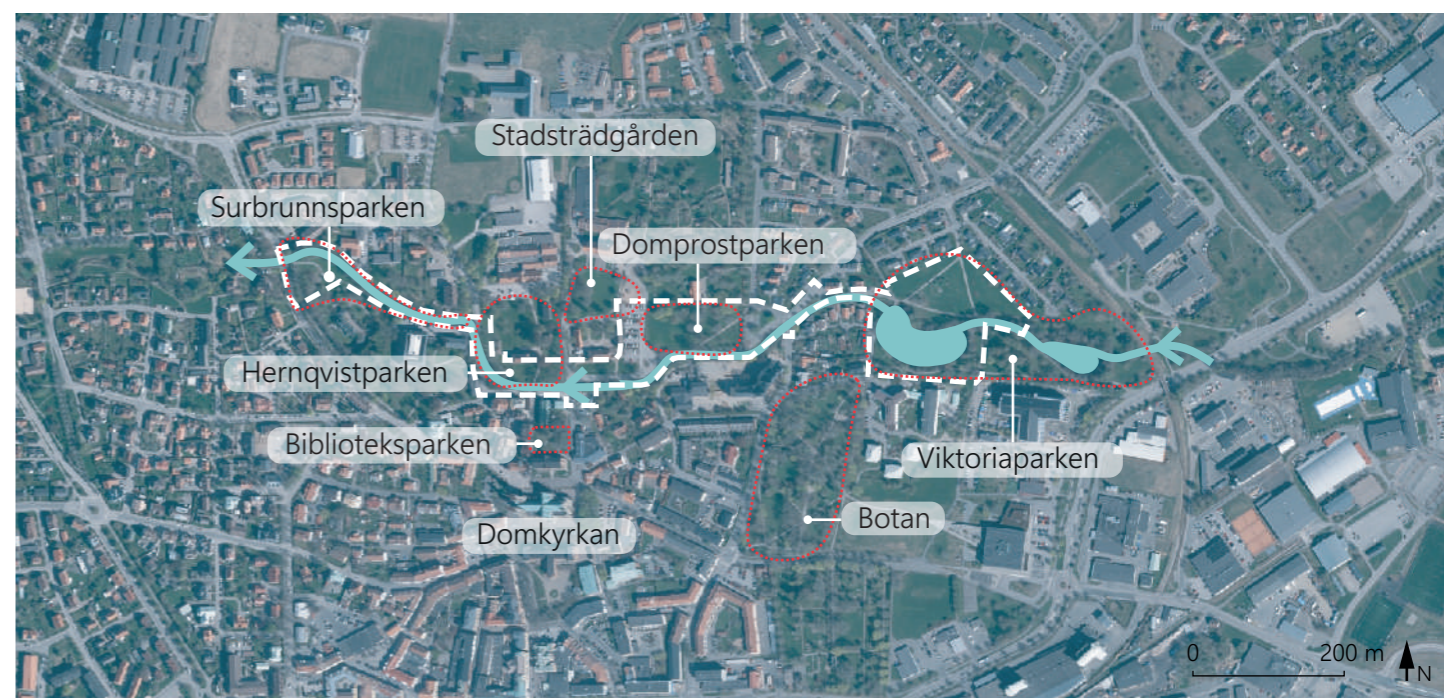 Stadsträdgården
Surbrunnsparken
Domprostparken
Hernqvistparken
Biblioteksparken
Viktoriaparken
Botan
Domkyrkan
0 200 m
N